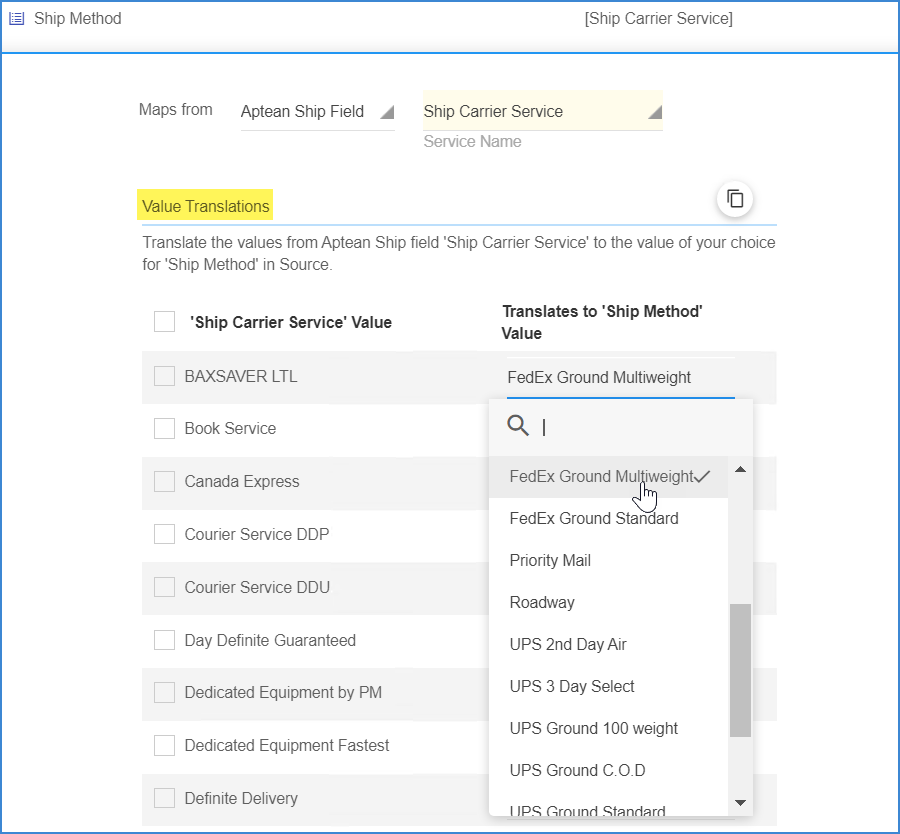 Ship Method [Ship Carrier Service]
Maps from Aptean Ship Field Ship Carrier Service
Service Name
Value Translations
Translate the values from Aptean Ship field 'Ship Carrier Service' to the value of your choice
for 'Ship Method' in Source.
'Ship Carrier Service' Value
Translates to 'Ship Method'
Value
BAXSAVER LTL
FedEx Ground Multiweight
Book Service
Canada Express
Courier Service DDP
Courier Service DDU
Day Definite Guaranteed
Dedicated Equipment by PM
Dedicated Equipment Fastest
Definite Delivery
FedEx Ground Multiweight
FedEx Ground Standard
Priority Mail
Roadway
UPS 2nd Day Air
UPS 3 Day Select
UPS Ground 100 weight
UPS Ground C.O.D
UPS Ground Standard